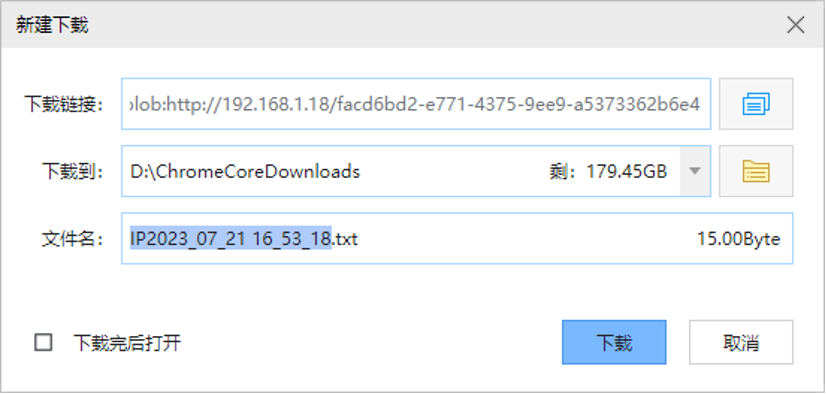 新建下载
下载链接： blob:http://192.168.1.18/facd6bd2-e771-4375-9ee9-a5373362b6e4
下载到： D:\ChromeCoreDownloads 剩：179.45GB
文件名： IP2023_07_21 16_53_18.txt 15.00Byte
下载完后打开 下载 取消